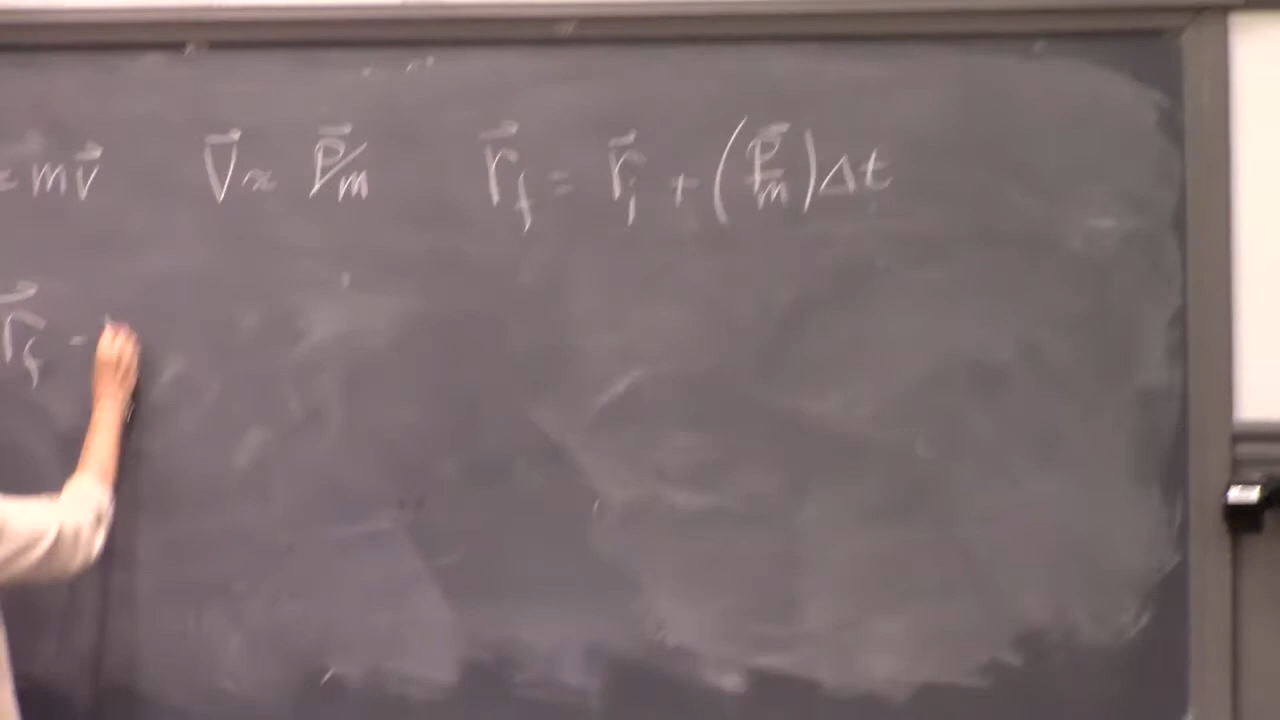 = mv⃗ v⃗ ≈ p⃗/m r⃗f = r⃗i + (p⃗/m)Δt
r⃗f -